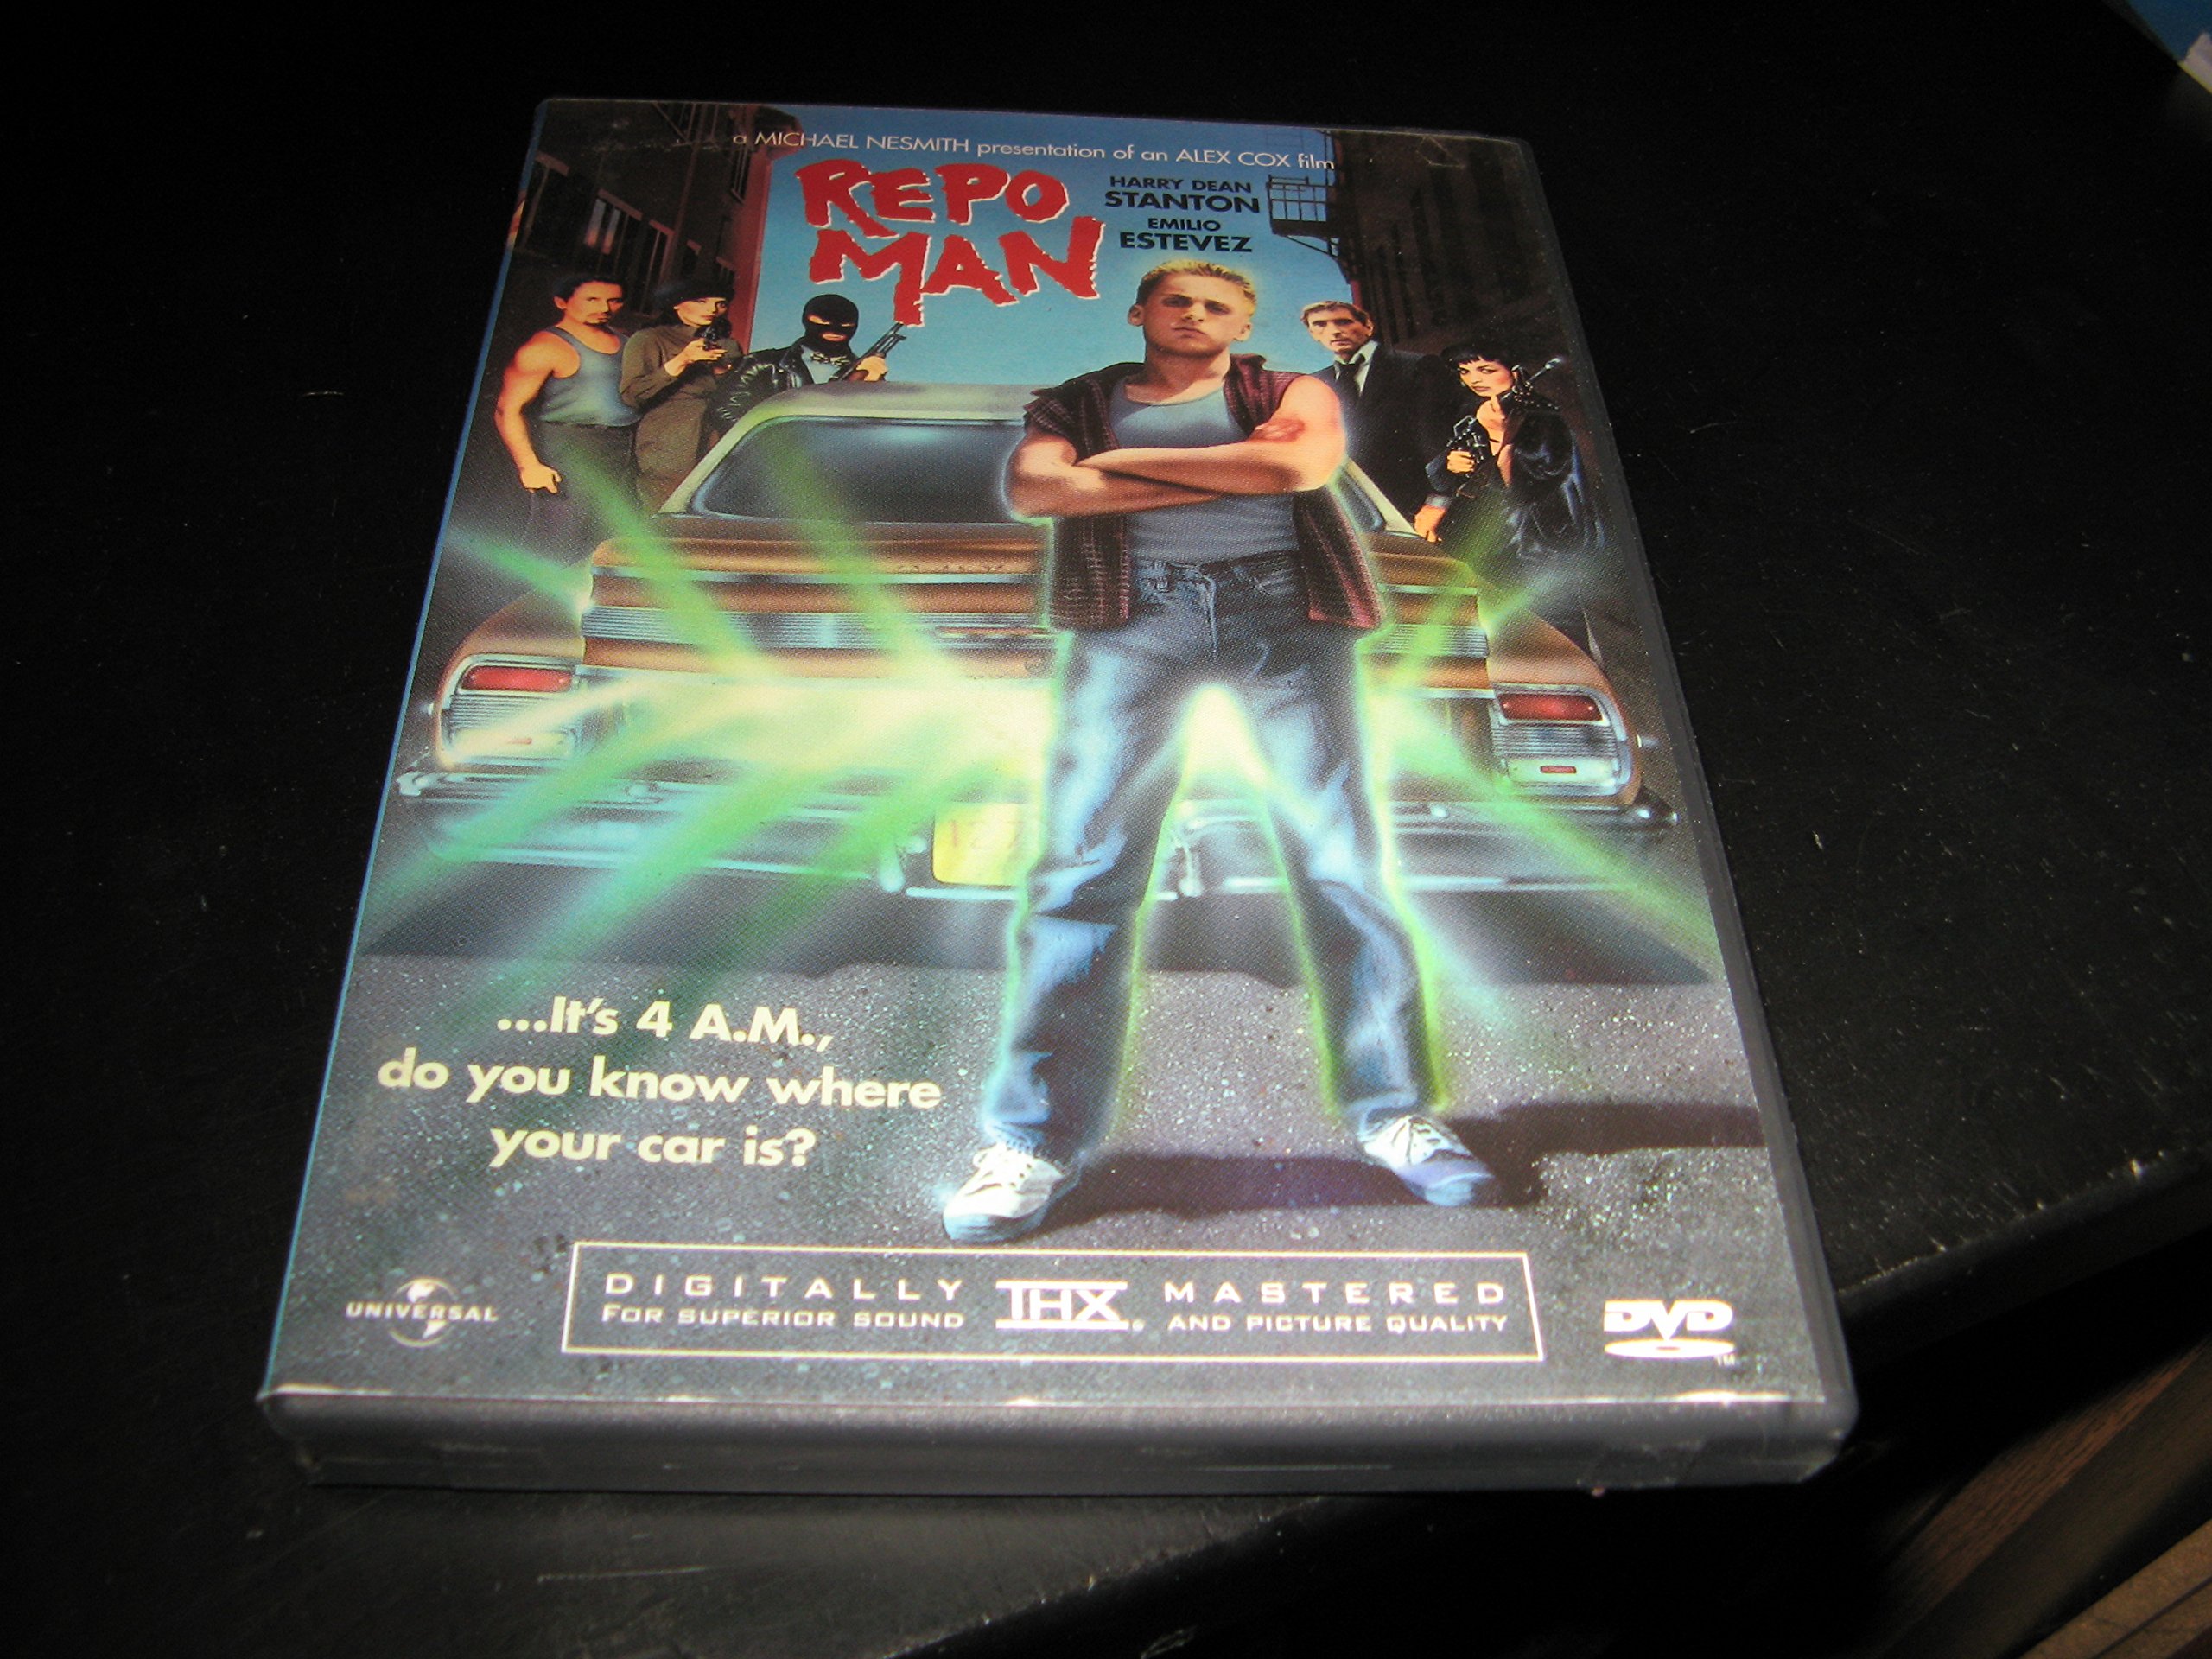 a MICHAEL NESMITH presentation of an ALEX COX film
REPO
MAN
HARRY DEAN
STANTON
EMILIO
ESTEVEZ
...It's 4 A.M.,
do you know where
your car is?
UNIVERSAL
DIGITALLY THX MASTERED
FOR SUPERIOR SOUND AND PICTURE QUALITY
DVD
TM